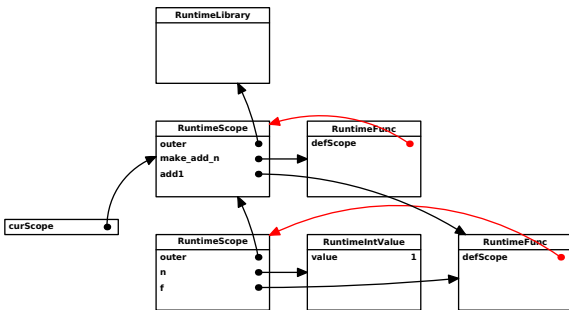 RuntimeLibrary
RuntimeScope
outer
make_add_n
add1
RuntimeFunc
defScope
curScope
RuntimeScope
outer
n
f
RuntimeIntValue
value 1
RuntimeFunc
defScope